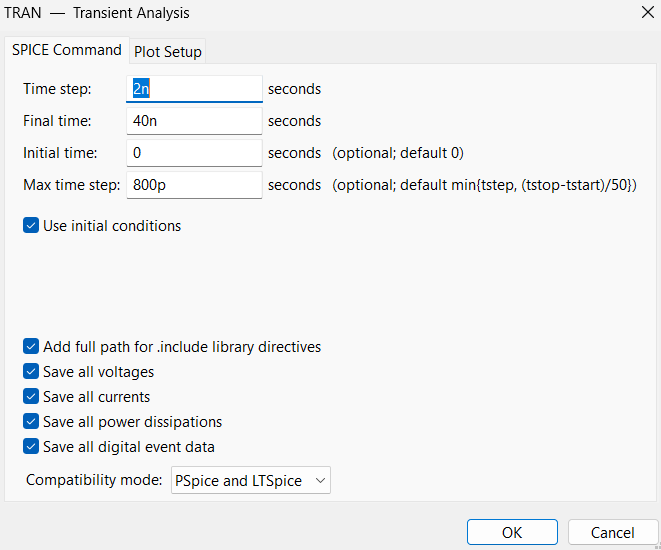 TRAN — Transient Analysis
SPICE Command Plot Setup
Time step: 2n seconds
Final time: 40n seconds
Initial time: 0 seconds (optional; default 0)
Max time step: 800p seconds (optional; default min{tstep, (tstop-tstart)/50})
Use initial conditions
Add full path for .include library directives
Save all voltages
Save all currents
Save all power dissipations
Save all digital event data
Compatibility mode: PSpice and LTSpice
OK Cancel